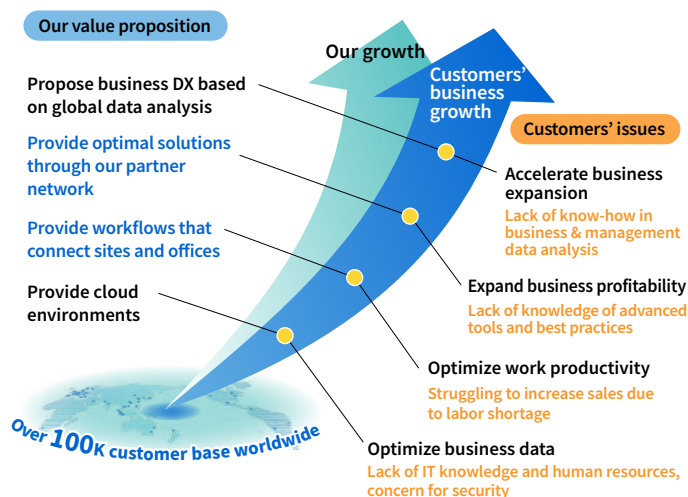 Our value proposition
Our growth
Customers'
business
growth
Propose business DX based
on global data analysis
Provide optimal solutions
through our partner
network
Provide workflows that
connect sites and offices
Provide cloud
environments
Customers' issues
Accelerate business
expansion
Lack of know-how in
business & management
data analysis
Expand business profitability
Lack of knowledge of advanced
tools and best practices
Optimize work productivity
Struggling to increase sales due
to labor shortage
Optimize business data
Lack of IT knowledge and human resources,
concern for security
Over 100K customer base worldwide